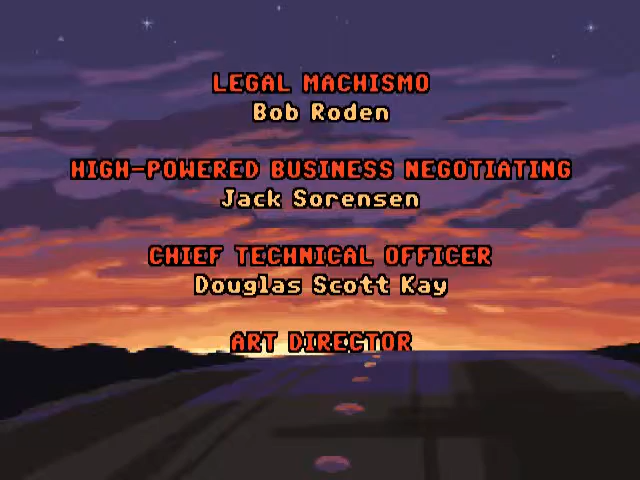 LEGAL MACHISMO
Bob Roden
HIGH-POWERED BUSINESS NEGOTIATING
Jack Sorensen
CHIEF TECHNICAL OFFICER
Douglas Scott Kay
ART DIRECTOR